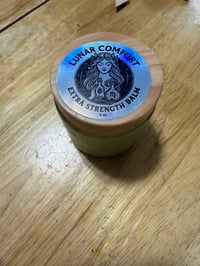 LUNAR COMFORT
EXTRA STRENGTH BALM